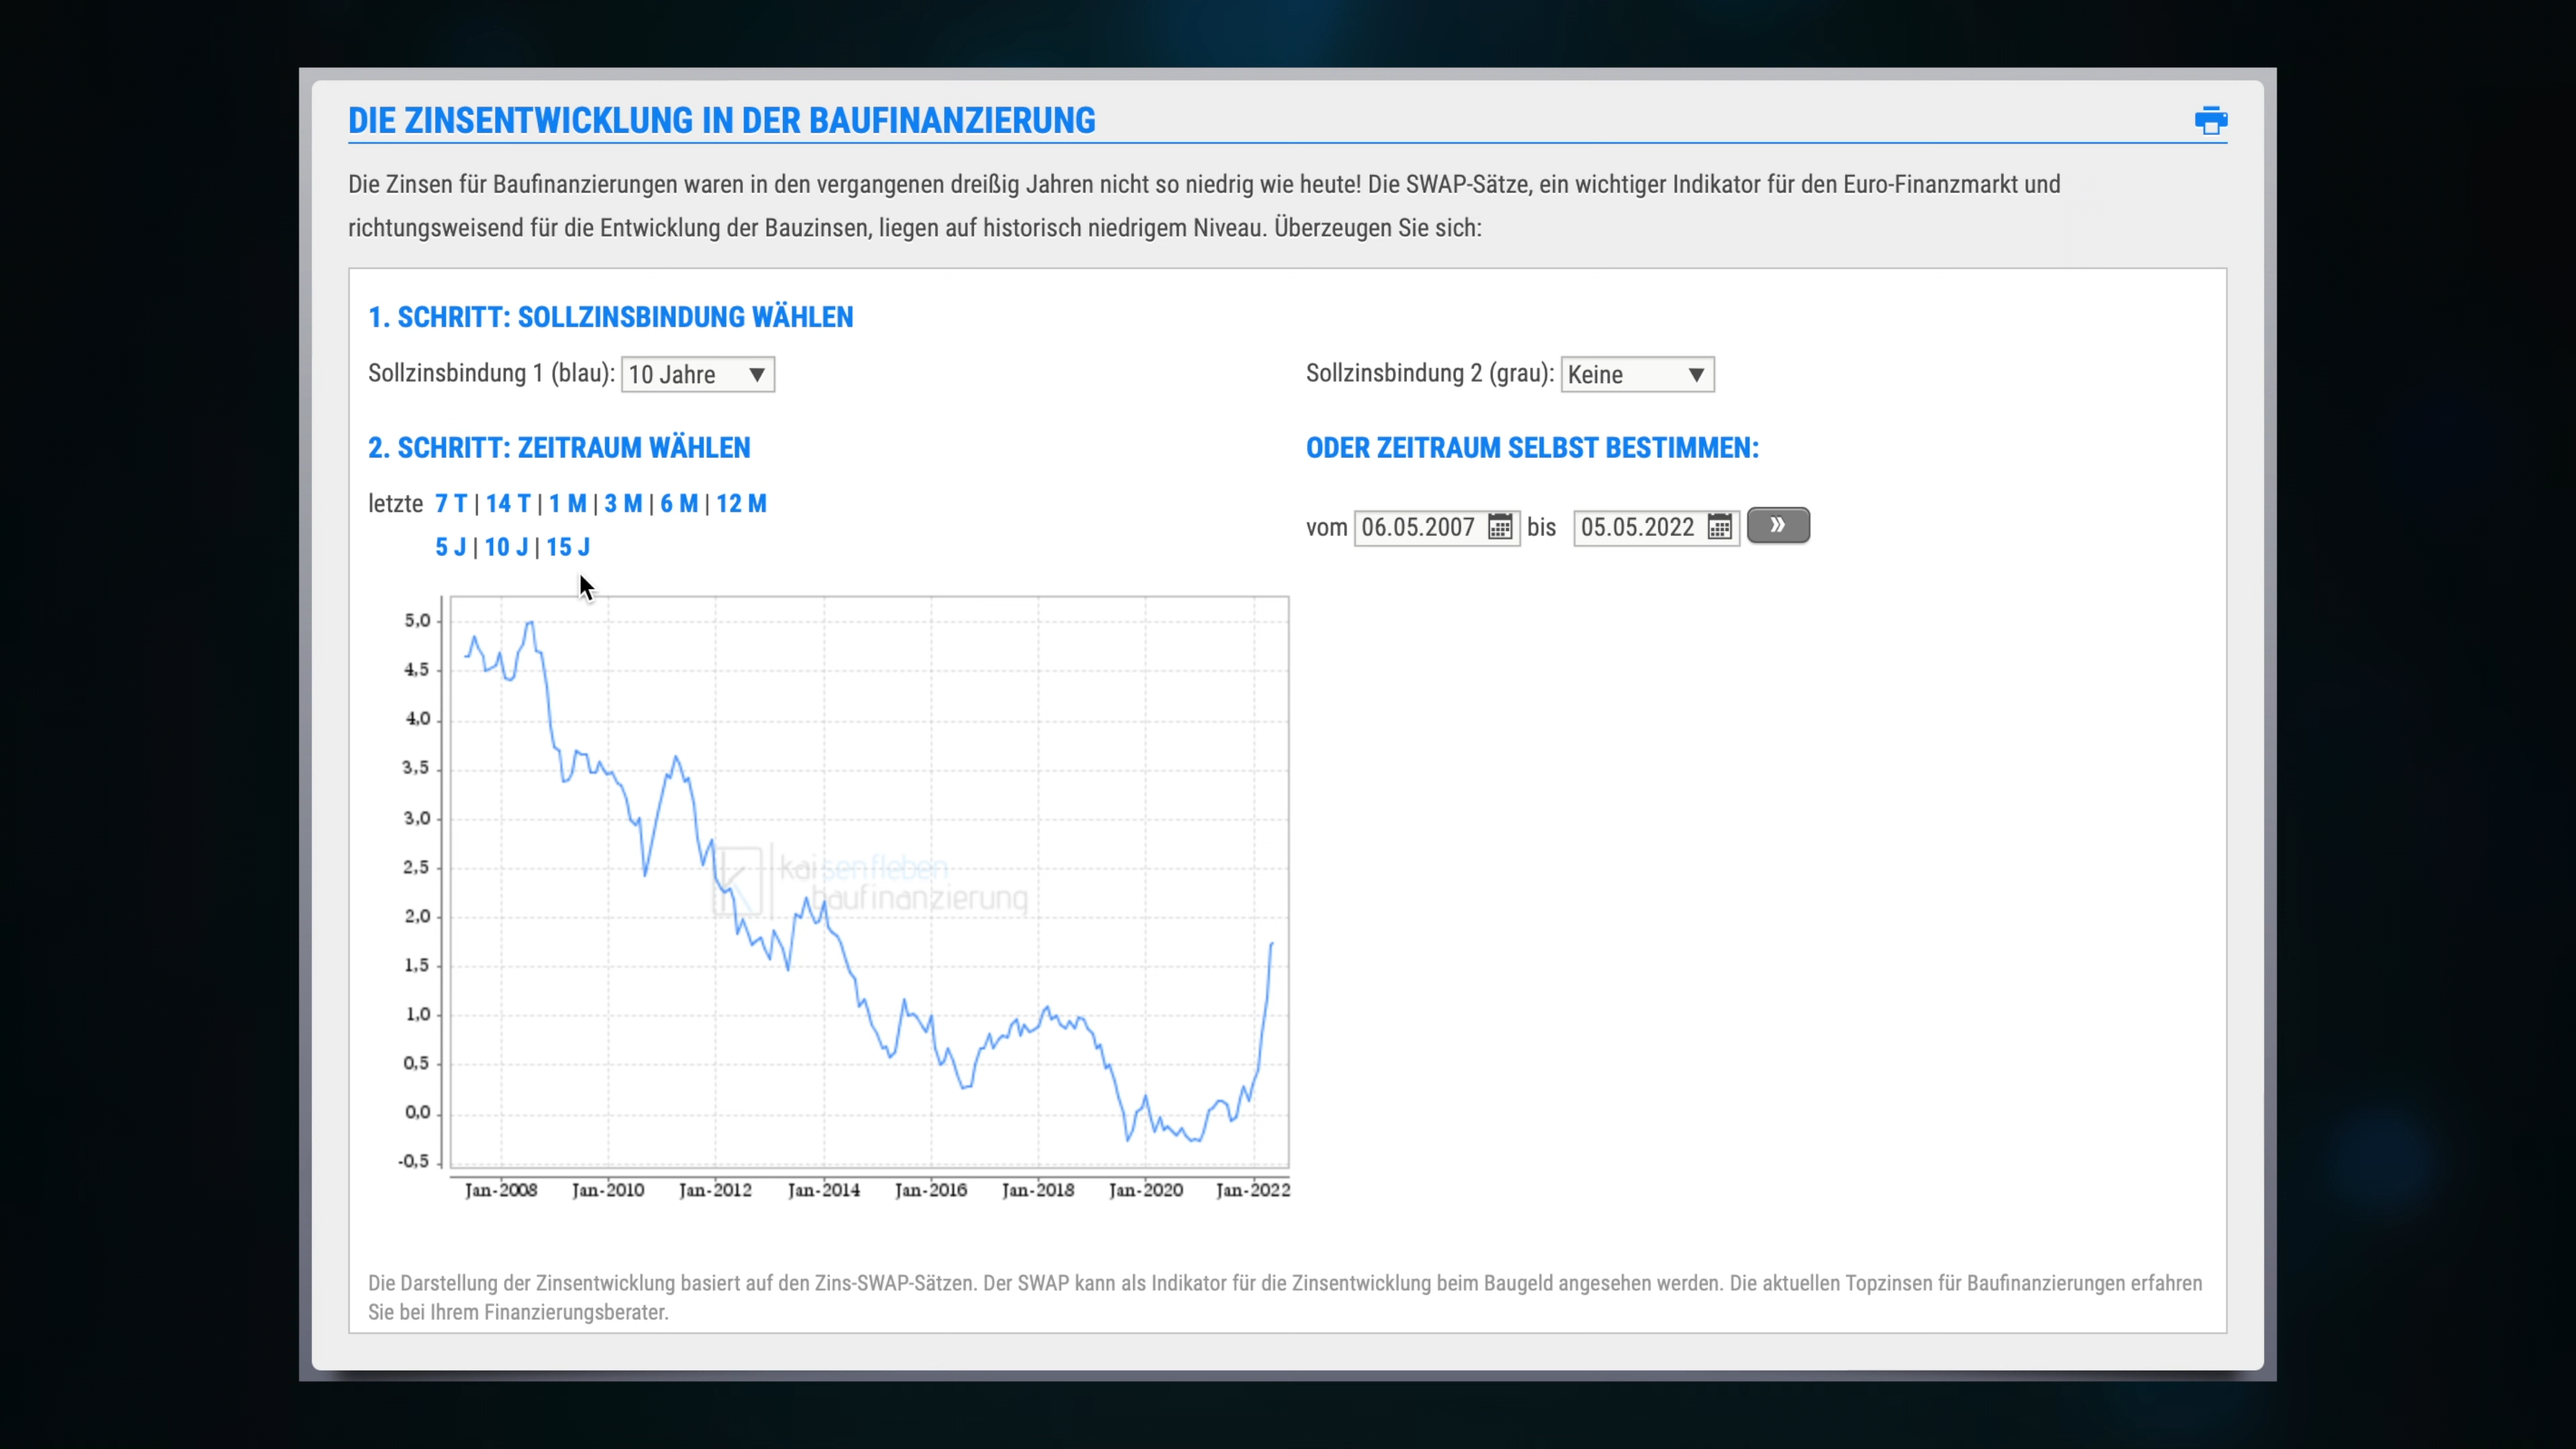 DIE ZINSENTWICKLUNG IN DER BAUFINANZIERUNG
Die Zinsen für Baufinanzierungen waren in den vergangenen dreißig Jahren nicht so niedrig wie heute! Die SWAP-Sätze, ein wichtiger Indikator für den Euro-Finanzmarkt und
richtungsweisend für die Entwicklung der Bauzinsen, liegen auf historisch niedrigem Niveau. Überzeugen Sie sich:
1. SCHRITT: SOLLZINSBINDUNG WÄHLEN
Sollzinsbindung 1 (blau): 10 Jahre
Sollzinsbindung 2 (grau): Keine
2. SCHRITT: ZEITRAUM WÄHLEN
letzte 7 T | 14 T | 1 M | 3 M | 6 M | 12 M
5 J | 10 J | 15 J
ODER ZEITRAUM SELBST BESTIMMEN:
vom 06.05.2007 bis 05.05.2022 »
5,0
4,5
4,0
3,5
3,0
2,5
2,0
1,5
1,0
0,5
0,0
-0,5
kaisenfleben
baufinanzierung
Jan-2008 Jan-2010 Jan-2012 Jan-2014 Jan-2016 Jan-2018 Jan-2020 Jan-2022
Die Darstellung der Zinsentwicklung basiert auf den Zins-SWAP-Sätzen. Der SWAP kann als Indikator für die Zinsentwicklung beim Baugeld angesehen werden. Die aktuellen Topzinsen für Baufinanzierungen erfahren
Sie bei Ihrem Finanzierungsberater.